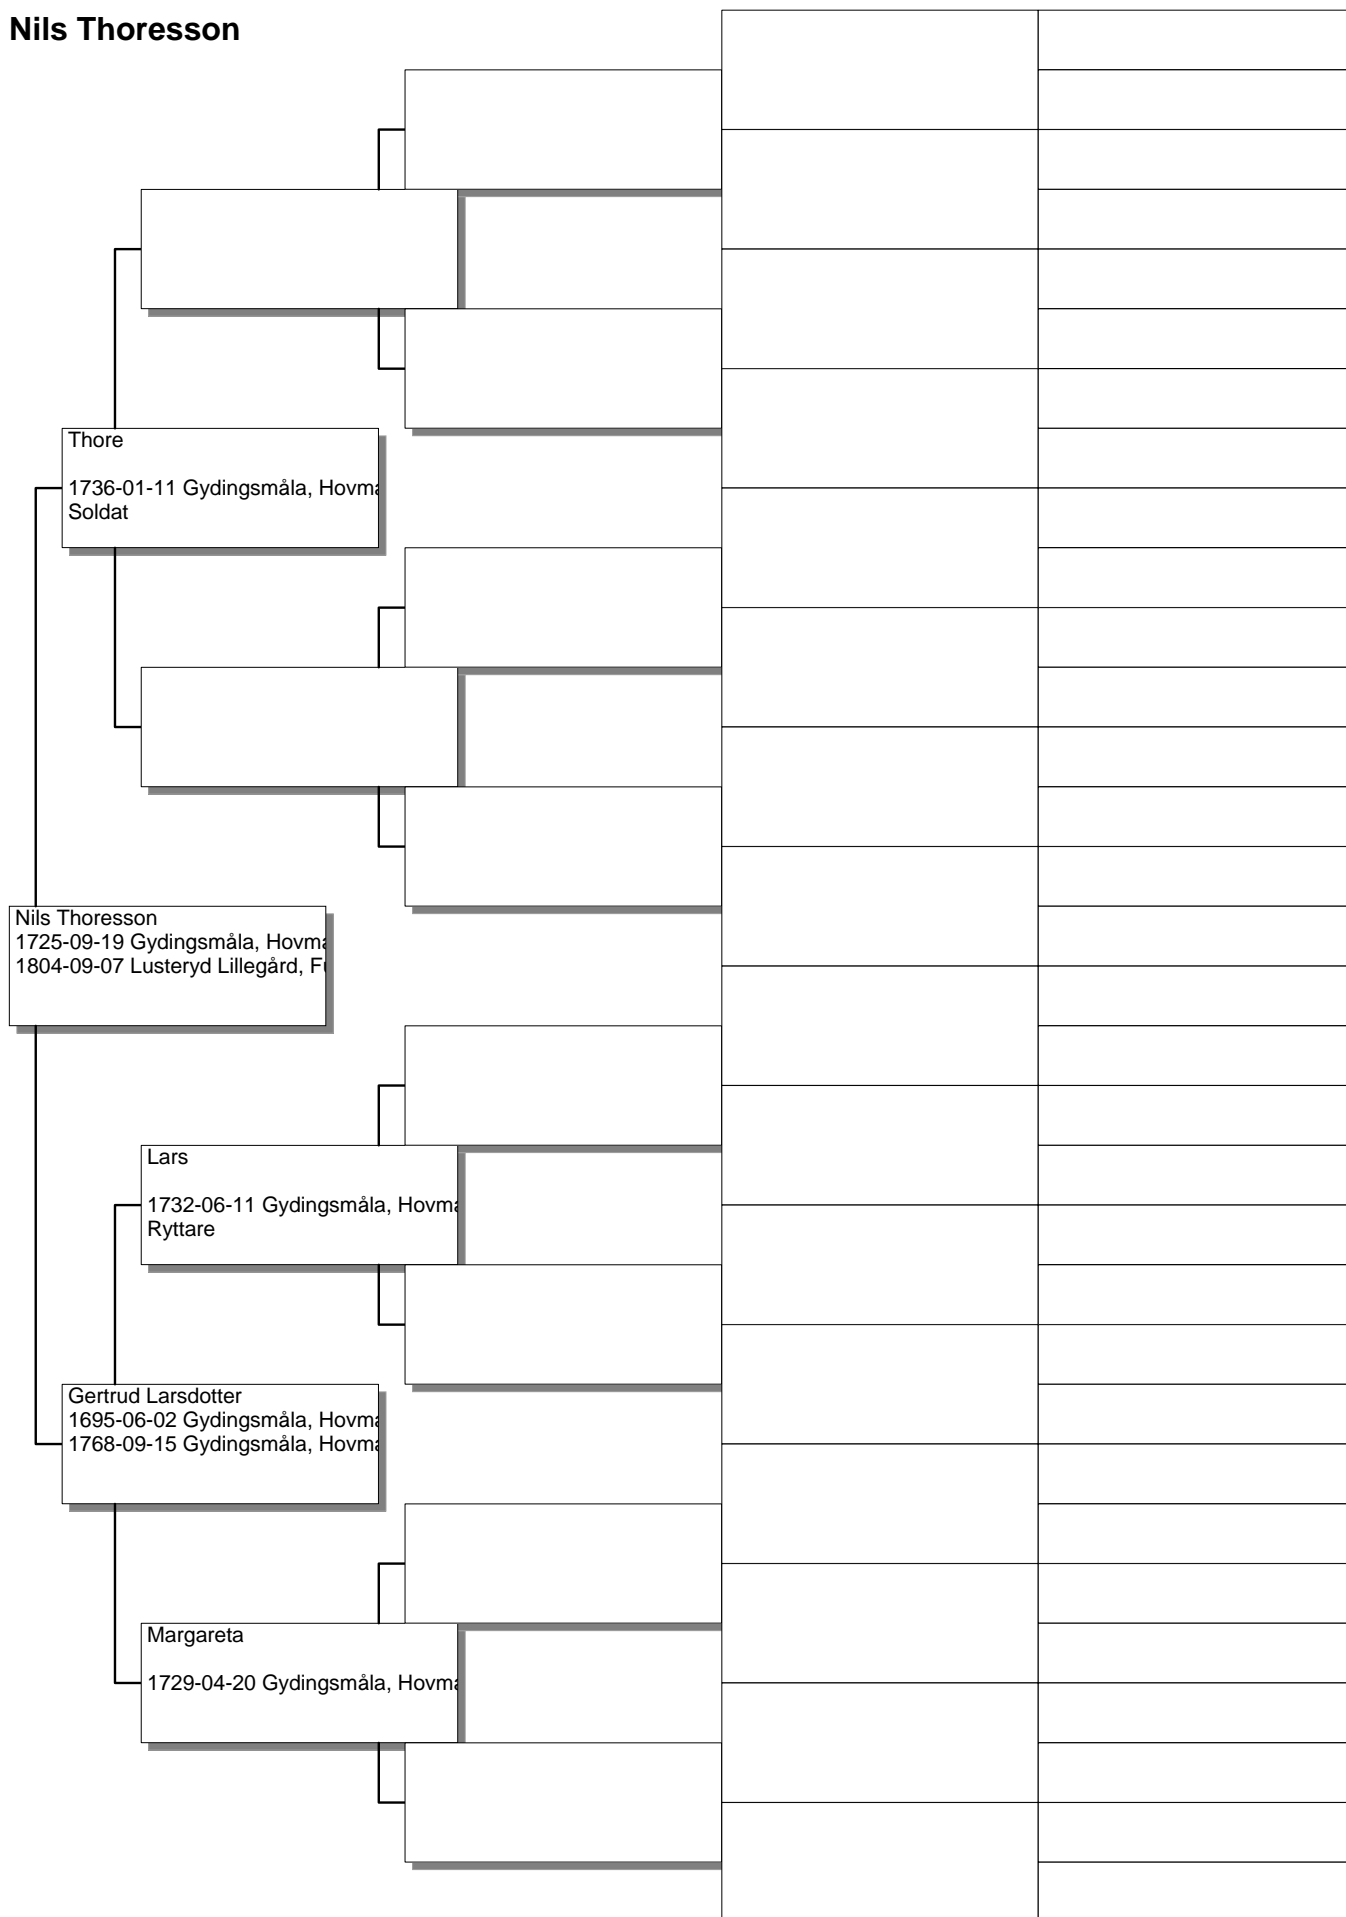 Nils Thoresson
Thore
1736-01-11 Gydingsmåla, Hovma
Soldat
Nils Thoresson
1725-09-19 Gydingsmåla, Hovma
1804-09-07 Lusteryd Lillegård, Fu
Lars
1732-06-11 Gydingsmåla, Hovma
Ryttare
Gertrud Larsdotter
1695-06-02 Gydingsmåla, Hovma
1768-09-15 Gydingsmåla, Hovma
Margareta
1729-04-20 Gydingsmåla, Hovma